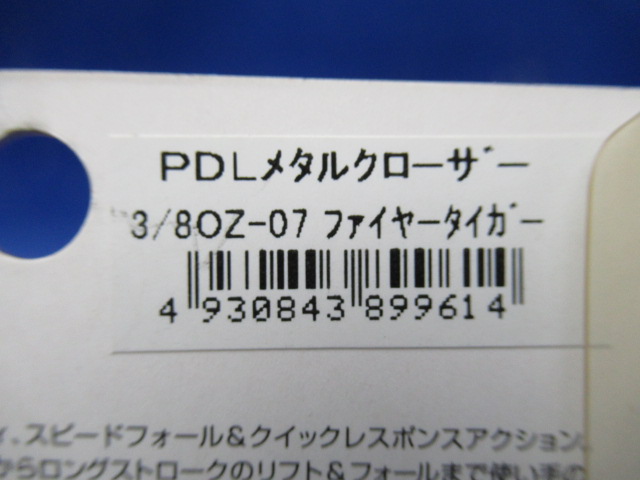 PDLメタルクローザー
3/8OZ-07 ファイヤータイガー
4 930843 899614
ィ、スピードフォール&クイックレスポンスアクション、
からロングストロークのリフト&フォールまで使い手の